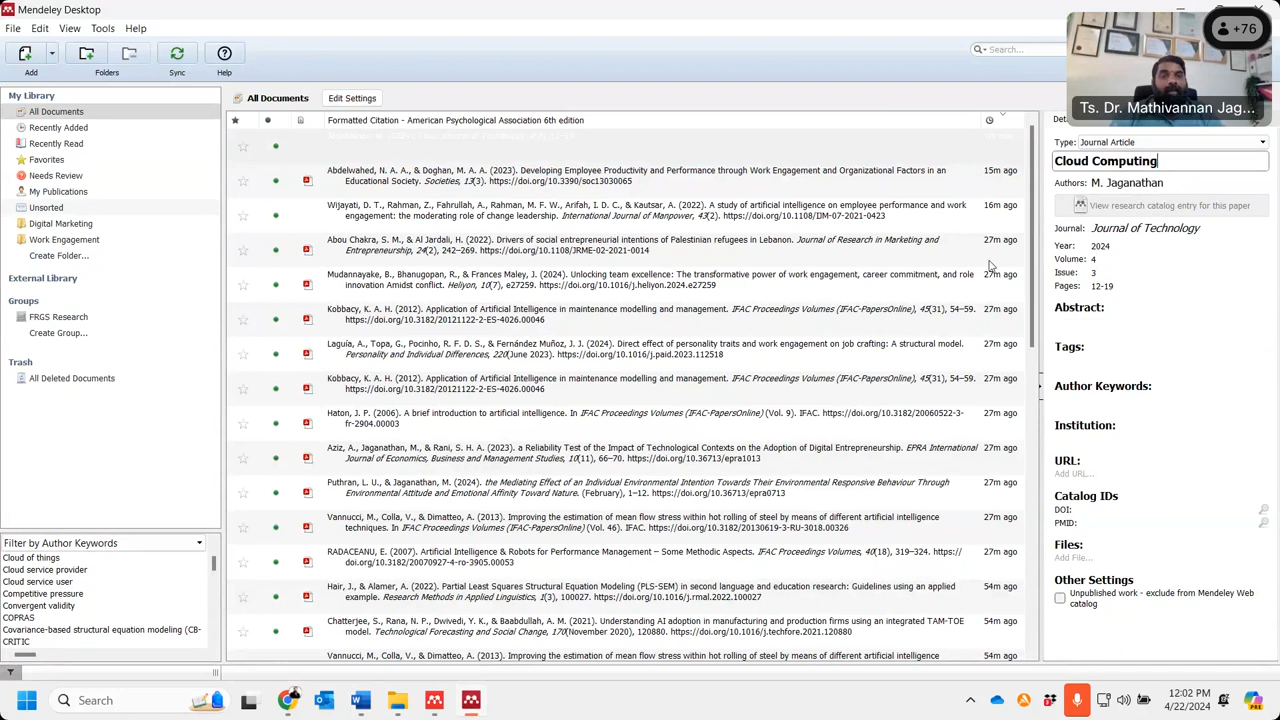 Mendeley Desktop
File Edit View Tools Help
+76
Add Folders Sync Help
Search...
Ts. Dr. Mathivannan Jag...
My Library
All Documents
Recently Added
Recently Read
Favorites
Needs Review
My Publications
Unsorted
Digital Marketing
Work Engagement
Create Folder...
External Library
Groups
FRGS Research
Create Group...
Trash
All Deleted Documents
Filter by Author Keywords
Cloud of things
Cloud service provider
Cloud service user
Competitive pressure
Convergent validity
COPRAS
Covariance-based structural equation modeling (CB-
CRITIC
All Documents Edit Settings
Formatted Citation - American Psychological Association 6th edition
Abdelwahed, N. A. A., & Doghan, M. A. A. (2023). Developing Employee Productivity and Performance through Work Engagement and Organizational Factors in an 15m ago
Educational Society. Societies, 13(3). https://doi.org/10.3390/soc13030065
Wijayati, D. T., Rahman, Z., Fahrullah, A., Rahman, M. F. W., Arifah, I. D. C., & Kautsar, A. (2022). A study of artificial intelligence on employee performance and work 16m ago
engagement: the moderating role of change leadership. International Journal of Manpower, 43(2). https://doi.org/10.1108/IJM-07-2021-0423
Abou Chakra, S. M., & Al Jardali, H. (2022). Drivers of social entrepreneurial intentions of Palestinian refugees in Lebanon. Journal of Research in Marketing and 27m ago
Entrepreneurship, 24(2), 242–269. https://doi.org/10.1108/JRME-02-2021-0014
Mudannayake, B., Bhanugopan, R., & Frances Maley, J. (2024). Unlocking team excellence: The transformative power of work engagement, career commitment, and role 27m ago
innovation Amidst conflict. Heliyon, 10(7), e27259. https://doi.org/10.1016/j.heliyon.2024.e27259
Kobbacy, K. A. H. (2012). Application of Artificial Intelligence in maintenance modelling and management. IFAC Proceedings Volumes (IFAC-PapersOnline), 45(31), 54–59. 27m ago
https://doi.org/10.3182/20121122-2-ES-4026.00046
Laguía, A., Topa, G., Pocinho, R. F. D. S., & Fernández Muñoz, J. J. (2024). Direct effect of personality traits and work engagement on job crafting: A structural model. 27m ago
Personality and Individual Differences, 220(June 2023). https://doi.org/10.1016/j.paid.2023.112518
Kobbacy, K. A. H. (2012). Application of Artificial Intelligence in maintenance modelling and management. IFAC Proceedings Volumes (IFAC-PapersOnline), 45(31), 54–59. 27m ago
https://doi.org/10.3182/20121122-2-ES-4026.00046
Haton, J. P. (2006). A brief introduction to artificial intelligence. In IFAC Proceedings Volumes (IFAC-PapersOnline) (Vol. 9). IFAC. https://doi.org/10.3182/20060522-3- 27m ago
fr-2904.00003
Aziz, A., Jaganathan, M., & Rani, S. H. A. (2023). a Reliability Test of the Impact of Technological Contexts on the Adoption of Digital Entrepreneurship. EPRA International 27m ago
Journal of Economics, Business and Management Studies, 10(11), 66–70. https://doi.org/10.36713/epra1013
Puthran, L. U., & Jaganathan, M. (2024). the Mediating Effect of an Individual Environmental Intention Towards Their Environmental Responsive Behaviour Through 27m ago
Environmental Attitude and Emotional Affinity Toward Nature. (February), 1–12. https://doi.org/10.36713/epra0713
Vannucci, M., Colla, V., & Dimatteo, A. (2013). Improving the estimation of mean flow stress within hot rolling of steel by means of different artificial intelligence 27m ago
techniques. In IFAC Proceedings Volumes (IFAC-PapersOnline) (Vol. 46). IFAC. https://doi.org/10.3182/20130619-3-RU-3018.00326
RADACEANU, E. (2007). Artificial Intelligence & Robots for Performance Management – Some Methodic Aspects. IFAC Proceedings Volumes, 40(18), 319–324. https:// 27m ago
doi.org/10.3182/20070927-4-ro-3905.00053
Hair, J., & Alamer, A. (2022). Partial Least Squares Structural Equation Modeling (PLS-SEM) in second language and education research: Guidelines using an applied 54m ago
example. Research Methods in Applied Linguistics, 1(3), 100027. https://doi.org/10.1016/j.rmal.2022.100027
Chatterjee, S., Rana, N. P., Dwivedi, Y. K., & Baabdullah, A. M. (2021). Understanding AI adoption in manufacturing and production firms using an integrated TAM-TOE 54m ago
model. Technological Forecasting and Social Change, 170(November 2020), 120880. https://doi.org/10.1016/j.techfore.2021.120880
Vannucci, M., Colla, V., & Dimatteo, A. (2013). Improving the estimation of mean flow stress within hot rolling of steel by means of different artificial intelligence 54m ago
Type: Journal Article
Cloud Computing
Authors: M. Jaganathan
View research catalog entry for this paper
Journal: Journal of Technology
Year: 2024
Volume: 4
Issue: 3
Pages: 12-19
Abstract:
Tags:
Author Keywords:
Institution:
URL:
Add URL...
Catalog IDs
DOI:
PMID:
Files:
Add File...
Other Settings
Unpublished work - exclude from Mendeley Web
catalog
Search
12:02 PM
4/22/2024